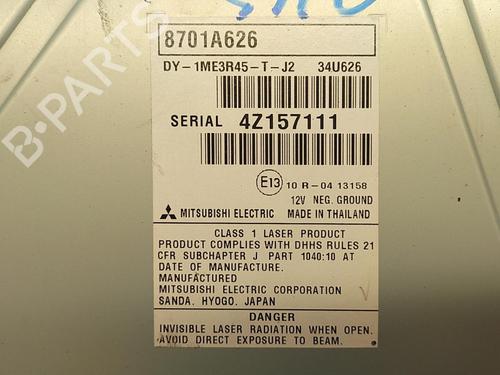 8701A626
DY-1ME3R45-T-J2 34U626
SERIAL 4Z157111
E13 10 R-04 13158
12V NEG. GROUND
MITSUBISHI ELECTRIC MADE IN THAILAND
CLASS 1 LASER PRODUCT
PRODUCT COMPLIES WITH DHHS RULES 21
CFR SUBCHAPTER J PART 1040:10 AT
DATE OF MANUFACTURE.
MANUFACTURED
MITSUBISHI ELECTRIC CORPORATION
SANDA, HYOGO, JAPAN
DANGER
INVISIBLE LASER RADIATION WHEN OPEN.
AVOID DIRECT EXPOSURE TO BEAM.